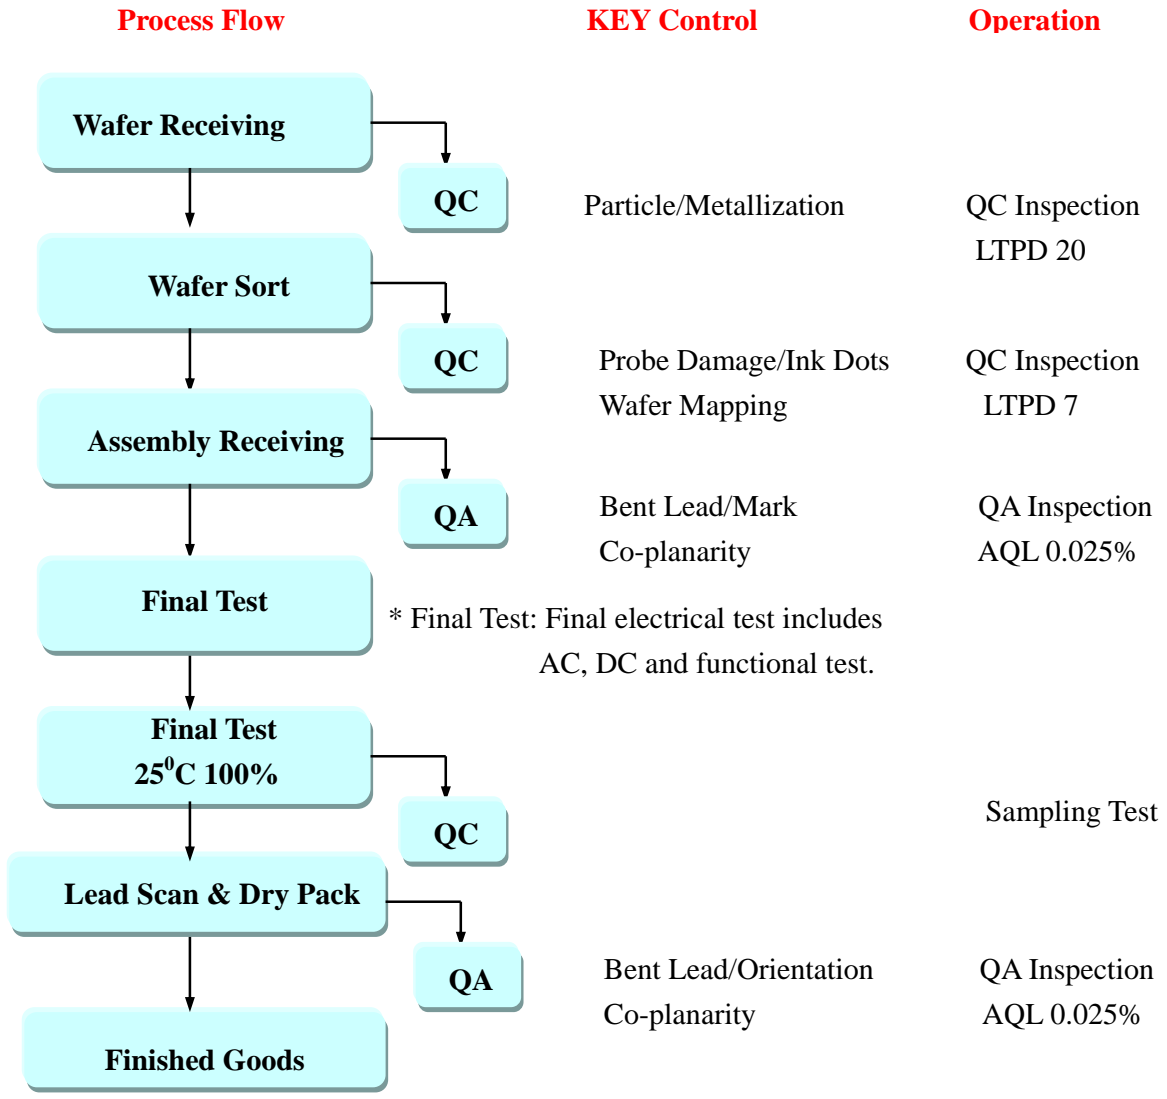 Process Flow KEY Control Operation
Wafer Receiving
QC Particle/Metallization QC Inspection
LTPD 20
Wafer Sort
QC Probe Damage/Ink Dots QC Inspection
Wafer Mapping LTPD 7
Assembly Receiving
QA Bent Lead/Mark QA Inspection
Co-planarity AQL 0.025%
Final Test
* Final Test: Final electrical test includes
AC, DC and functional test.
Final Test
25⁰C 100%
QC Sampling Test
Lead Scan & Dry Pack
QA Bent Lead/Orientation QA Inspection
Co-planarity AQL 0.025%
Finished Goods